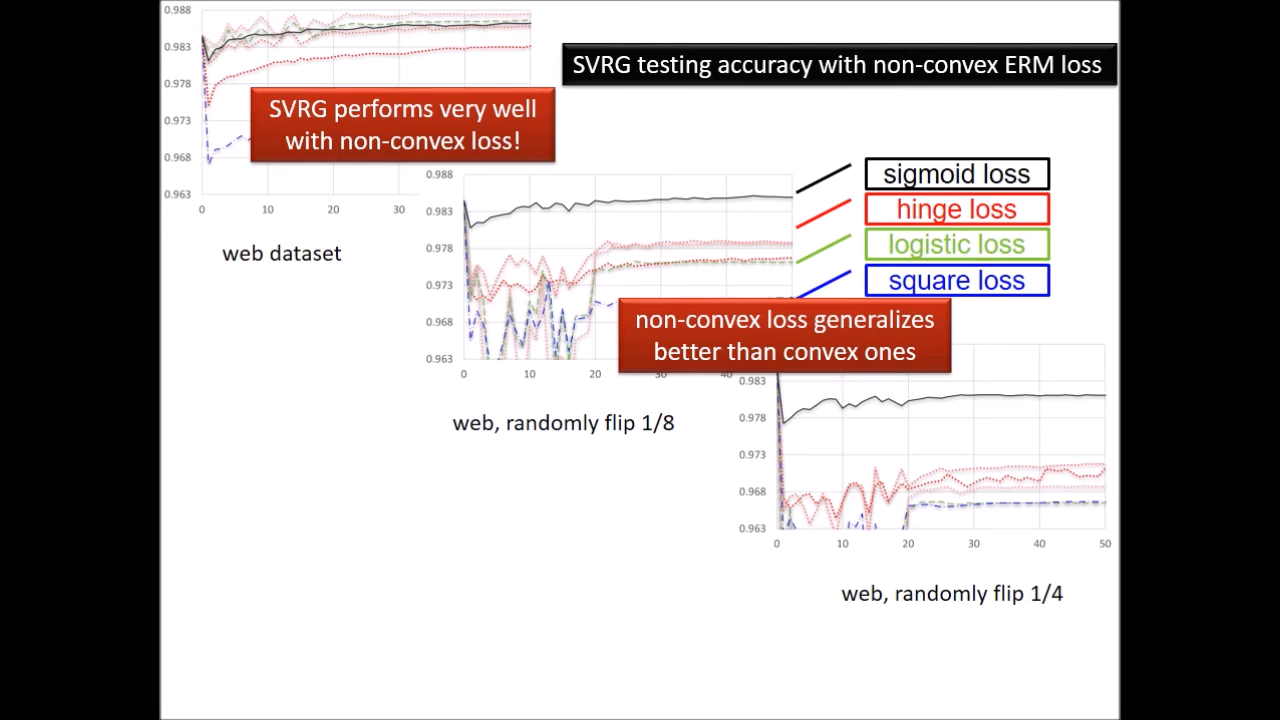 SVRG testing accuracy with non-convex ERM loss
0.988
0.983
0.978
0.973
0.968
0.963
0
10
20
30
SVRG performs very well
with non-convex loss!
web dataset
0.988
0.983
0.978
0.973
0.968
0.963
0
10
20
30
40
sigmoid loss
hinge loss
logistic loss
square loss
web, randomly flip 1/8
non-convex loss generalizes
better than convex ones
0.983
0.978
0.973
0.968
0.963
0
10
20
30
40
50
web, randomly flip 1/4